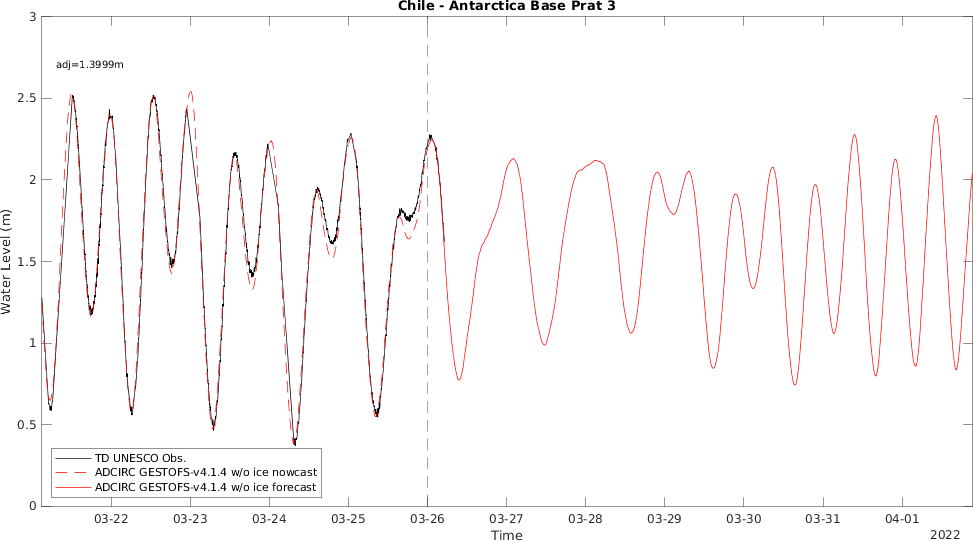 Chile - Antarctica Base Prat 3
3
adj=1.3999m
2.5
2
1.5
1
0.5
0
Water Level (m)
TD UNESCO Obs.
ADCIRC GESTOFS-v4.1.4 w/o ice nowcast
ADCIRC GESTOFS-v4.1.4 w/o ice forecast
03-22 03-23 03-24 03-25 03-26 03-27 03-28 03-29 03-30 03-31 04-01
Time
2022